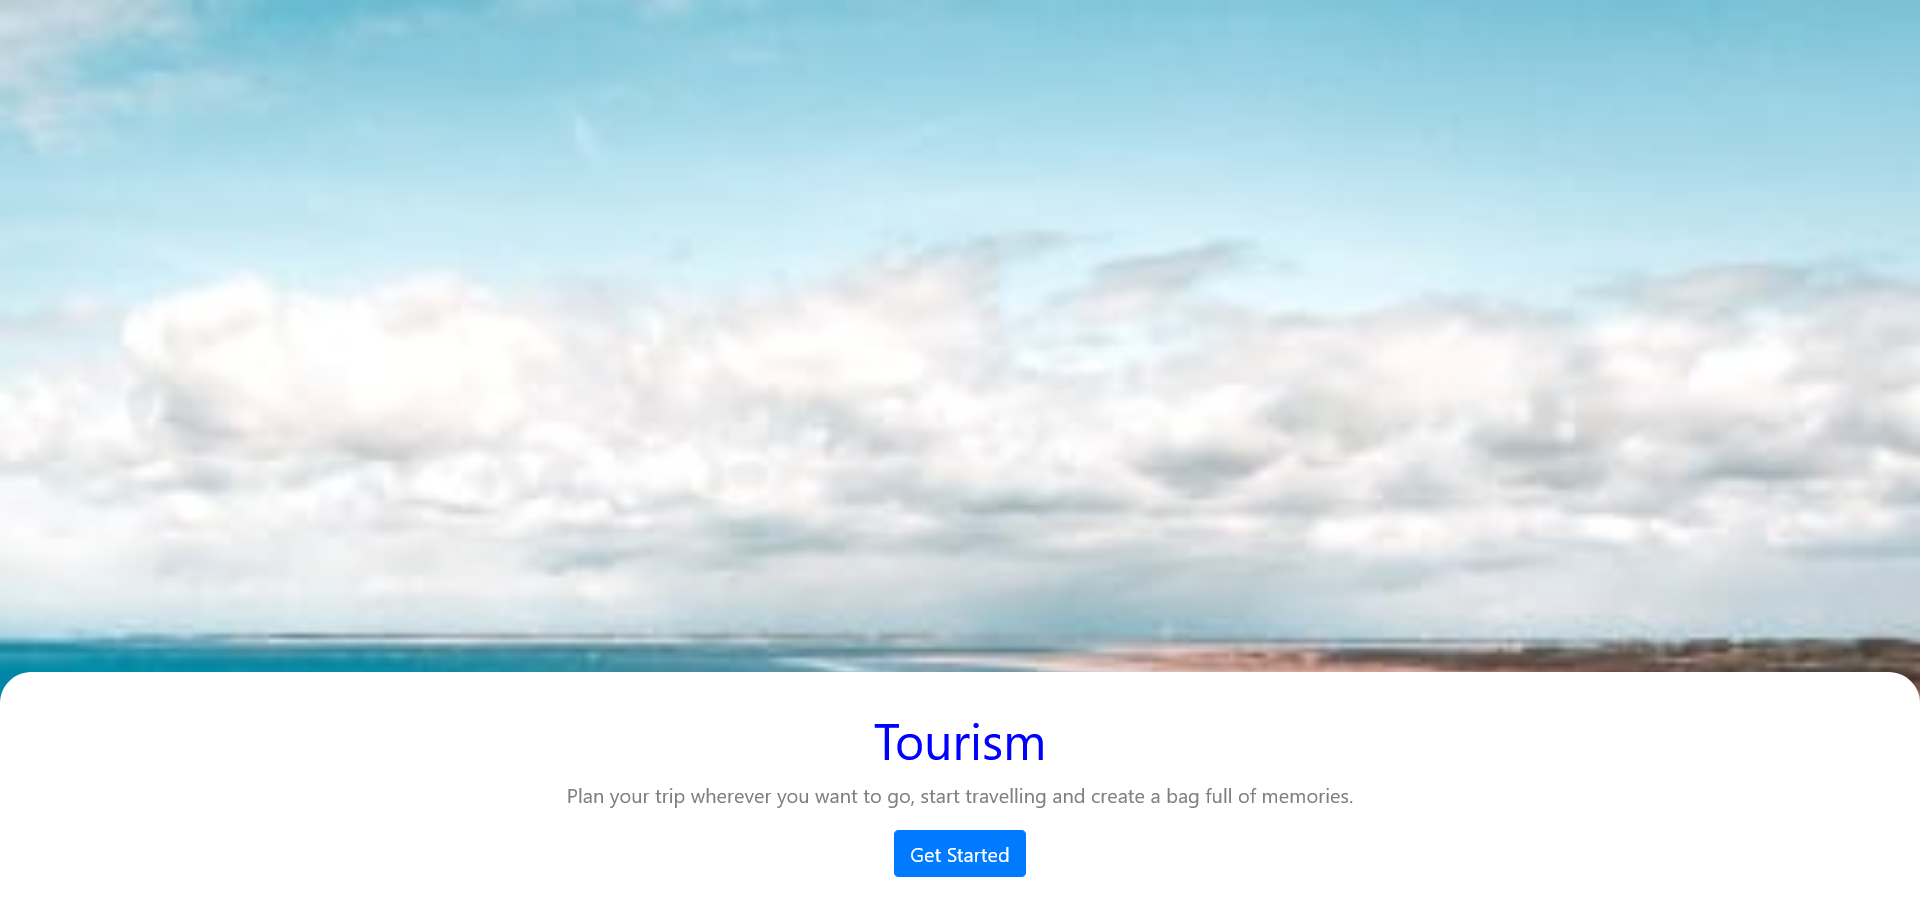 Tourism
Plan your trip wherever you want to go, start travelling and create a bag full of memories.
Get Started